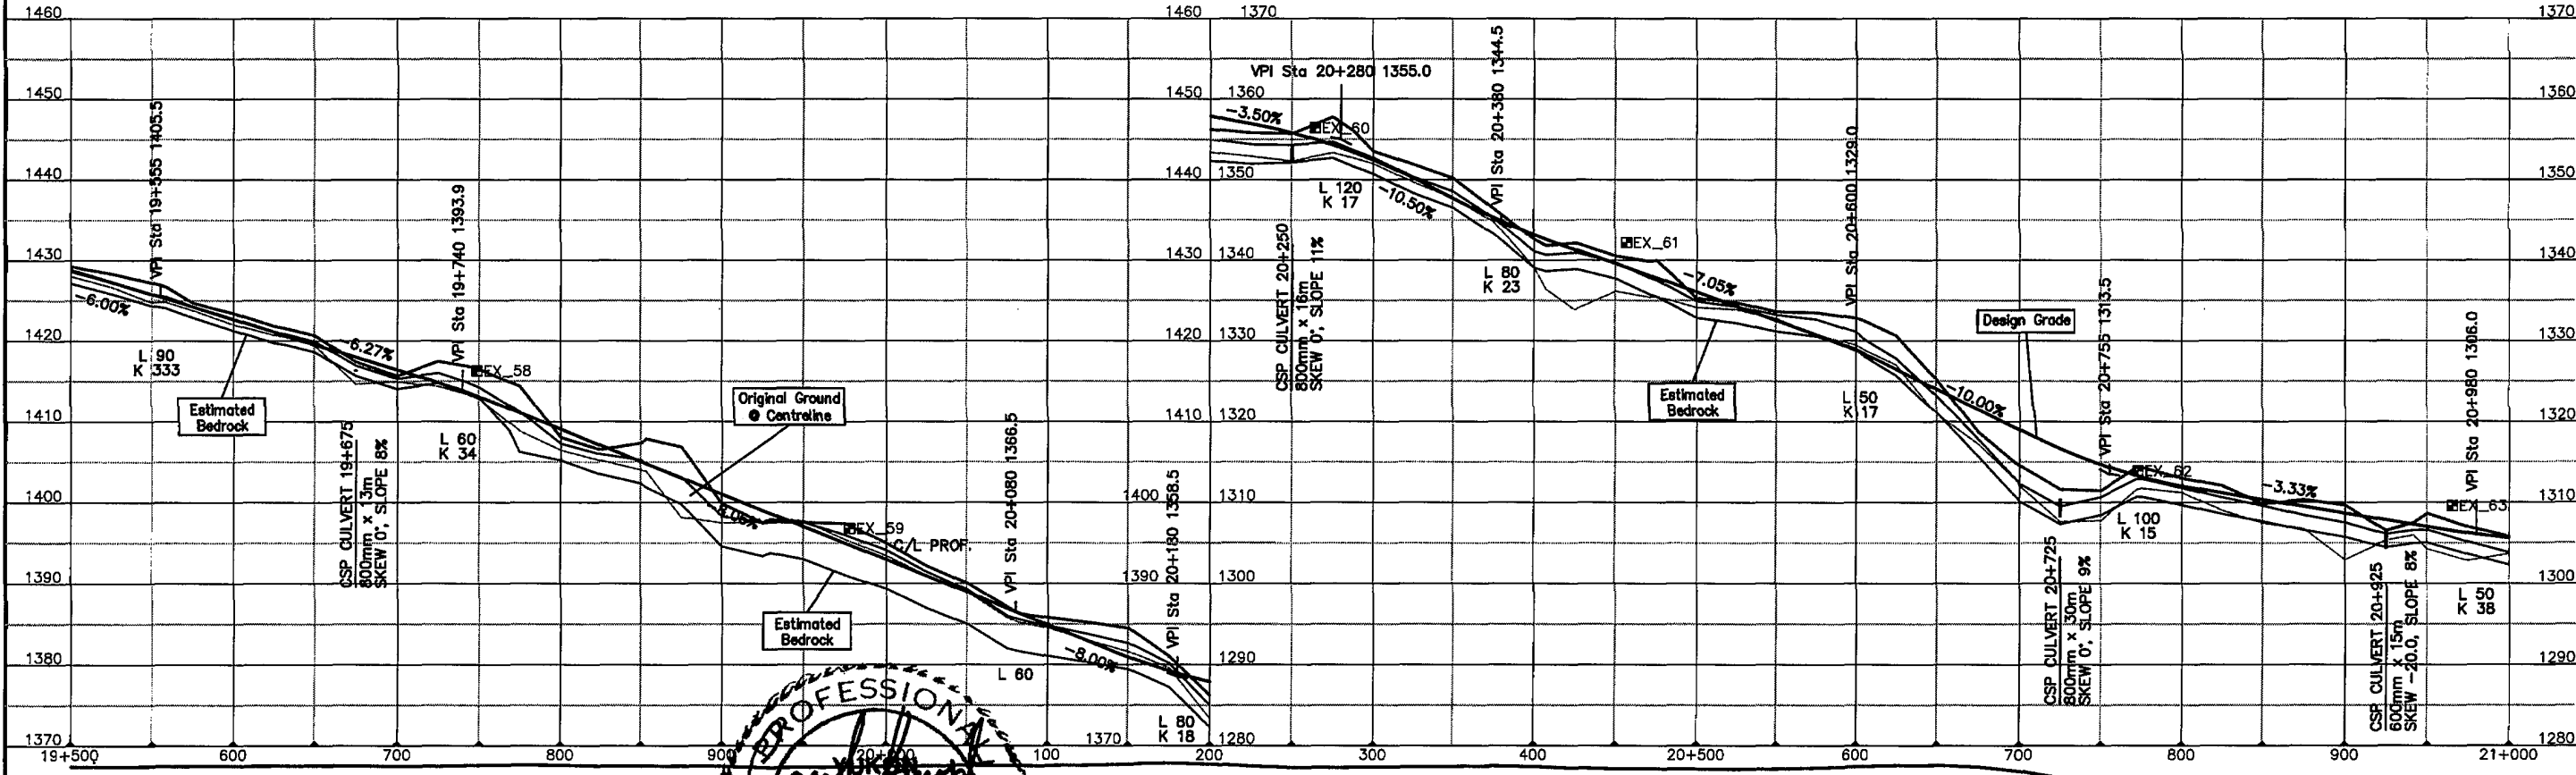 1460
1460
1370
1370
VPI Sta 20+280 1355.0
1450
1450
1360
1360
-3.50%
EX_60
VPI Sta 19+555 1405.5
VPI Sta 20+380 1344.5
1440
1440
1350
1350
L 120
K 17
-10.50%
VPI Sta 19+740 1393.9
CSP CULVERT 20+250
800mm x 16m
SKEW 0°, SLOPE 11%
EX_61
VPI Sta 20+600 1329.0
1430
1430
1340
1340
-6.00%
L 80
K 23
-7.05%
Design Grade
VPI Sta 20+755 1313.5
VPI Sta 20+980 1306.0
1420
1420
1330
1330
L 90
K 333
-6.27%
EX_58
Estimated
Bedrock
Original Ground
@ Centreline
Estimated
Bedrock
L 50
K 17
-10.00%
1410
1410
1320
1320
CSP CULVERT 19+675
800mm x 13m
SKEW 0°, SLOPE 8%
L 60
K 34
VPI Sta 20+080 1366.5
EX_62
-3.33%
EX_63
1400
1400
1310
1310
-8.06%
EX_59
C/L PROF.
VPI Sta 20+180 1358.5
L 100
K 15
CSP CULVERT 20+725
800mm x 30m
SKEW 0°, SLOPE 9%
CSP CULVERT 20+925
600mm x 15m
SKEW -20.0, SLOPE 8%
1390
1390
1300
1300
L 50
K 38
Estimated
Bedrock
1380
1290
1290
-8.00%
L 60
L 80
K 18
PROFESSIONAL
YUKON
1370
1370
1280
1280
19+500
600
700
800
900
20+000
100
200
300
400
20+500
600
700
800
900
21+000